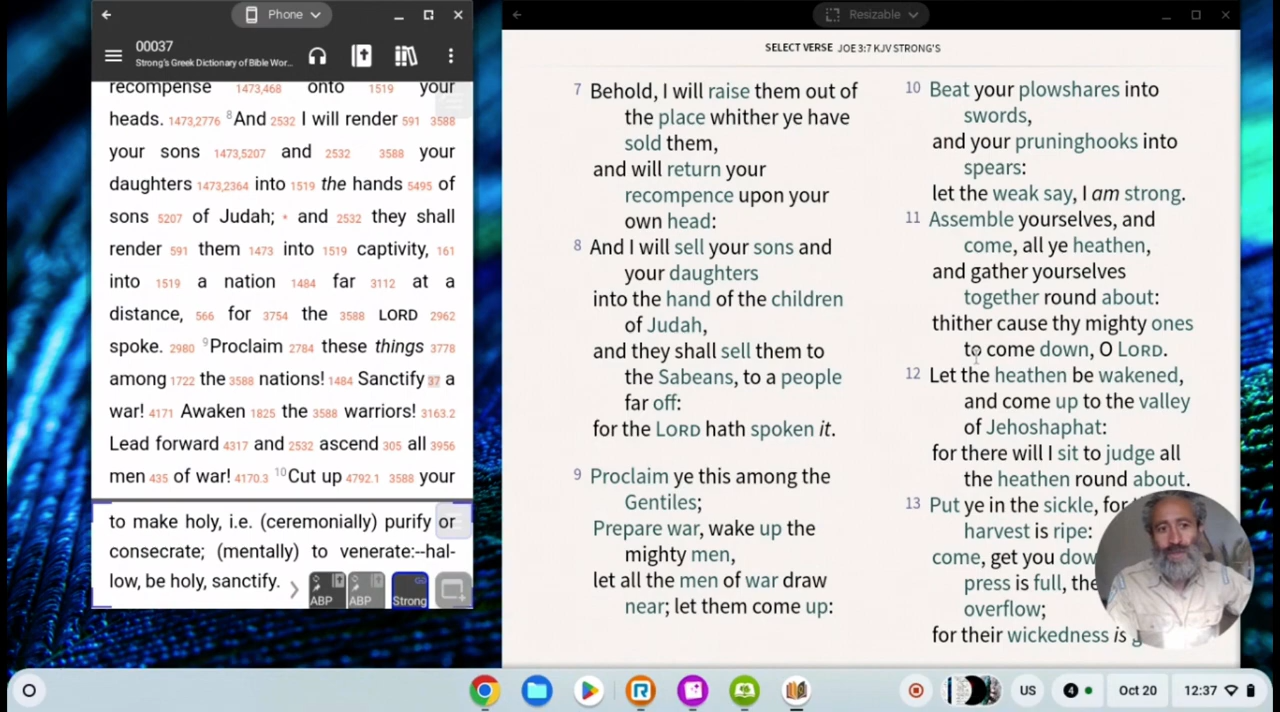 Phone
00037
Strong's Greek Dictionary of Bible Wor...
recompense 1473,468 onto 1519 your
heads. 1473,2776 8And 2532 I will render 591 3588
your sons 1473,5207 and 2532 3588 your
daughters 1473,2364 into 1519 the hands 5495 of
sons 5207 of Judah; * and 2532 they shall
render 591 them 1473 into 1519 captivity, 161
into 1519 a nation 1484 far 3112 at a
distance, 566 for 3754 the 3588 LORD 2962
spoke. 2980 9Proclaim 2784 these things 3778
among 1722 the 3588 nations! 1484 Sanctify 37 a
war! 4171 Awaken 1825 the 3588 warriors! 3163.2
Lead forward 4317 and 2532 ascend 305 all 3956
men 435 of war! 4170.3 10Cut up 4792.1 3588 your
to make holy, i.e. (ceremonially) purify or
consecrate; (mentally) to venerate:--hal-
low, be holy, sanctify.
ABP
ABP
Strong
Resizable
SELECT VERSE JOE 3:7 KJV STRONG'S
7 Behold, I will raise them out of
the place whither ye have
sold them,
and will return your
recompence upon your
own head:
8 And I will sell your sons and
your daughters
into the hand of the children
of Judah,
and they shall sell them to
the Sabeans, to a people
far off:
for the LORD hath spoken it.
9 Proclaim ye this among the
Gentiles;
Prepare war, wake up the
mighty men,
let all the men of war draw
near; let them come up:
10 Beat your plowshares into
swords,
and your pruninghooks into
spears:
let the weak say, I am strong.
11 Assemble yourselves, and
come, all ye heathen,
and gather yourselves
together round about:
thither cause thy mighty ones
to come down, O LORD.
12 Let the heathen be wakened,
and come up to the valley
of Jehoshaphat:
for there will I sit to judge all
the heathen round about.
13 Put ye in the sickle, for
harvest is ripe:
come, get you
press is full,
overflow;
for their wickedness is
US
4
Oct 20
12:37